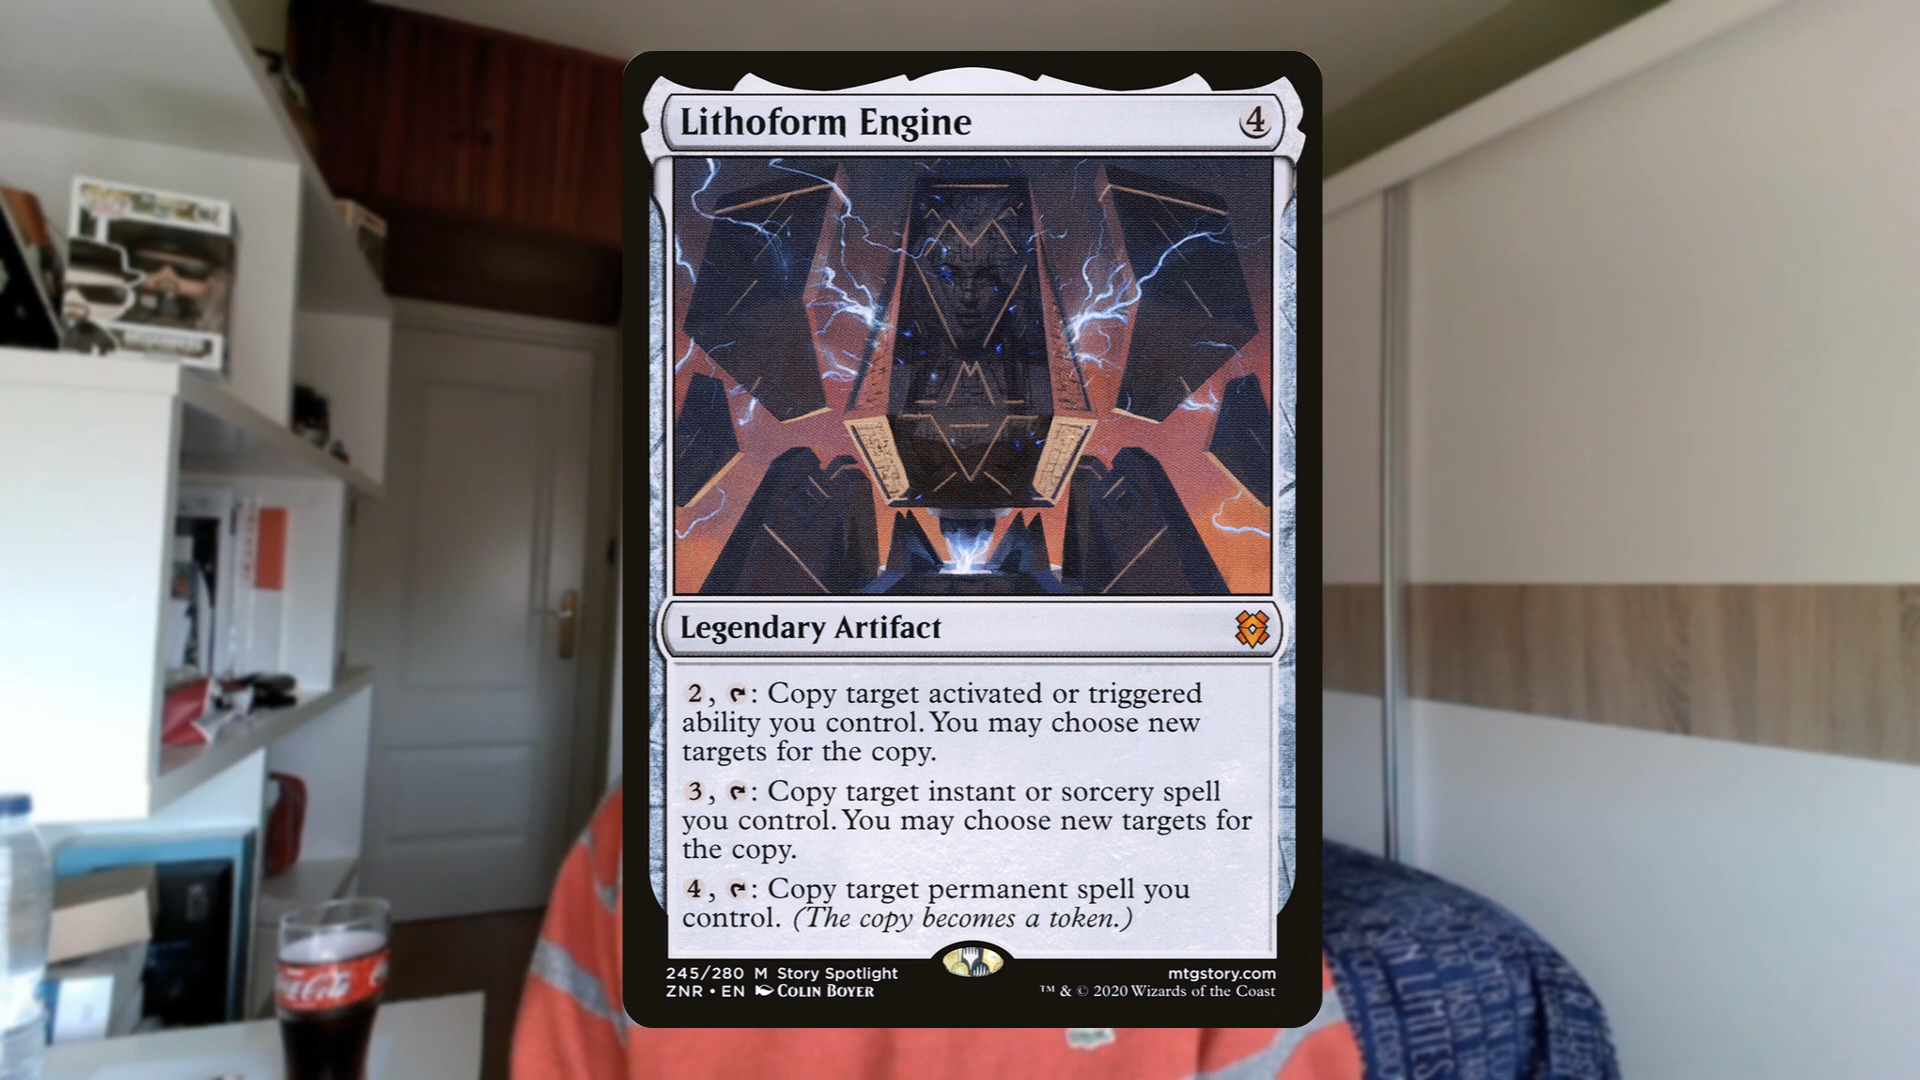 Lithoform Engine
4
Legendary Artifact
2, : Copy target activated or triggered
ability you control. You may choose new
targets for the copy.
3, : Copy target instant or sorcery spell
you control. You may choose new targets for
the copy.
4, : Copy target permanent spell you
control. (The copy becomes a token.)
245/280 M Story Spotlight
ZNR • EN Colin Boyer
mtgstory.com
™ & © 2020 Wizards of the Coast
Coca-Cola